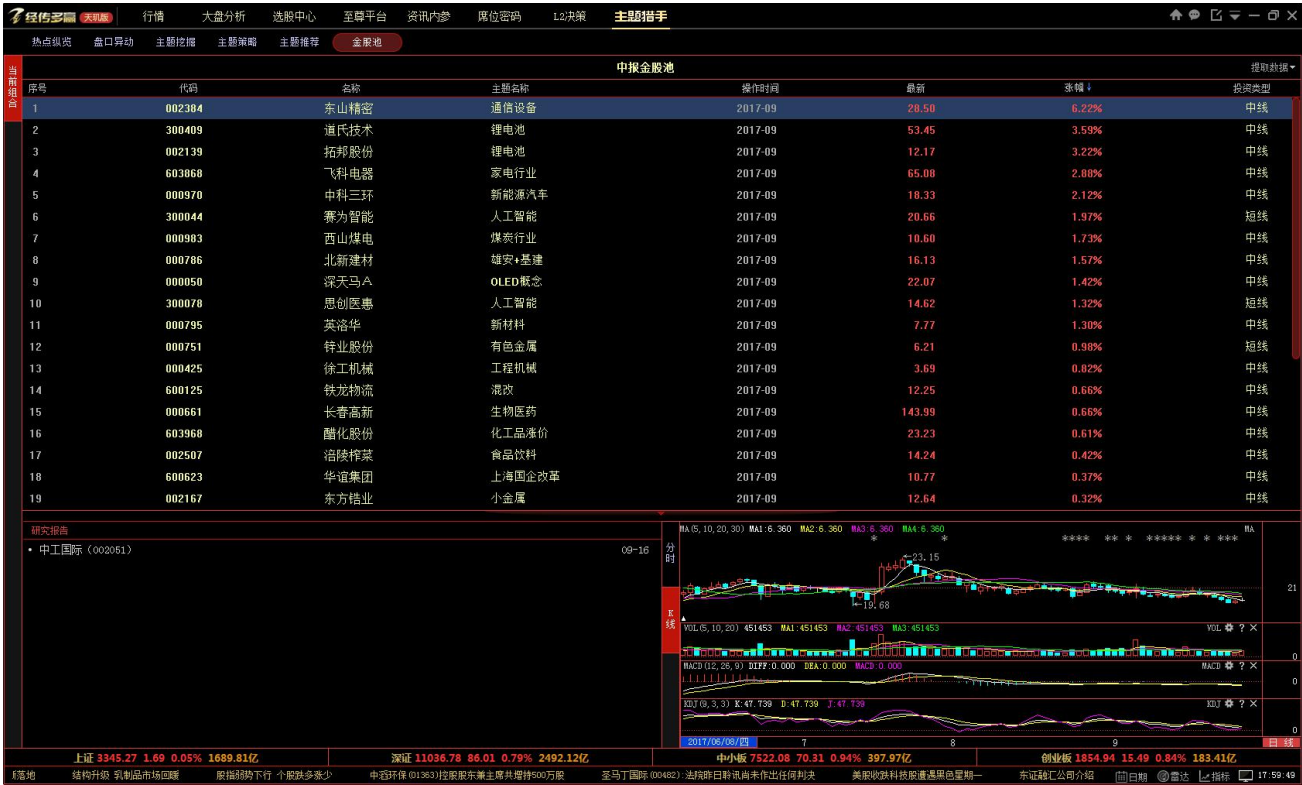 经传多赢 天玑版 行情 大盘分析 选股中心 至尊平台 资讯内参 席位密码 L2决策 主题猎手
热点纵览 盘口异动 主题挖掘 主题策略 主题推荐 金股池
当前组合
中报金股池 提取数据
序号 代码 名称 主题名称 操作时间 最新 涨幅↓ 投资类型
1 002384 东山精密 通信设备 2017-09 28.50 6.22% 中线
2 300409 道氏技术 锂电池 2017-09 53.45 3.59% 中线
3 002139 拓邦股份 锂电池 2017-09 12.17 3.22% 中线
4 603868 飞科电器 家电行业 2017-09 65.08 2.88% 中线
5 000970 中科三环 新能源汽车 2017-09 18.33 2.12% 中线
6 300044 赛为智能 人工智能 2017-09 20.66 1.97% 短线
7 000983 西山煤电 煤炭行业 2017-09 10.60 1.73% 中线
8 000786 北新建材 雄安+基建 2017-09 16.13 1.57% 中线
9 000050 深天马A OLED概念 2017-09 22.07 1.42% 中线
10 300078 思创医惠 人工智能 2017-09 14.62 1.32% 短线
11 000795 英洛华 新材料 2017-09 7.77 1.30% 中线
12 000751 锌业股份 有色金属 2017-09 6.21 0.98% 短线
13 000425 徐工机械 工程机械 2017-09 3.69 0.82% 中线
14 600125 铁龙物流 混改 2017-09 12.25 0.66% 中线
15 000661 长春高新 生物医药 2017-09 143.99 0.66% 中线
16 603968 醋化股份 化工品涨价 2017-09 23.23 0.61% 中线
17 002507 涪陵榨菜 食品饮料 2017-09 14.24 0.42% 中线
18 600623 华谊集团 上海国企改革 2017-09 10.77 0.37% 中线
19 002167 东方锆业 小金属 2017-09 12.64 0.32% 中线
研究报告
• 中工国际(002051) 09-16
分时
K线
MA(5,10,20,30) MA1:6.360 MA2:6.360 MA3:6.360 MA4:6.360 MA
23.15
19.68
21
VOL(5,10,20) 451453 MA1:451453 MA2:451453 MA3:451453 VOL ? ×
0
MACD(12,26,9) DIFF:0.000 DEA:0.000 MACD:0.000 MACD ? ×
0
KDJ(9,3,3) K:47.739 D:47.739 J:47.739 KDJ ? ×
0
2017/06/08/四 7 8 9 日线
上证 3345.27 1.69 0.05% 1689.81亿 深证 11036.78 86.01 0.79% 2492.12亿 中小板 7522.08 70.31 0.94% 397.97亿 创业板 1854.94 15.49 0.84% 183.41亿
落地 结构升级 乳制品市场回暖 股指弱势下行 个股跌多涨少 中滔环保(01363)控股股东兼主席共增持500万股 圣马丁国际(00482):法院昨日聆讯尚未作出任何判决 美股收跌科技股遭遇黑色星期一 东证融汇公司介绍 日期 雷达 指标 17:59:49